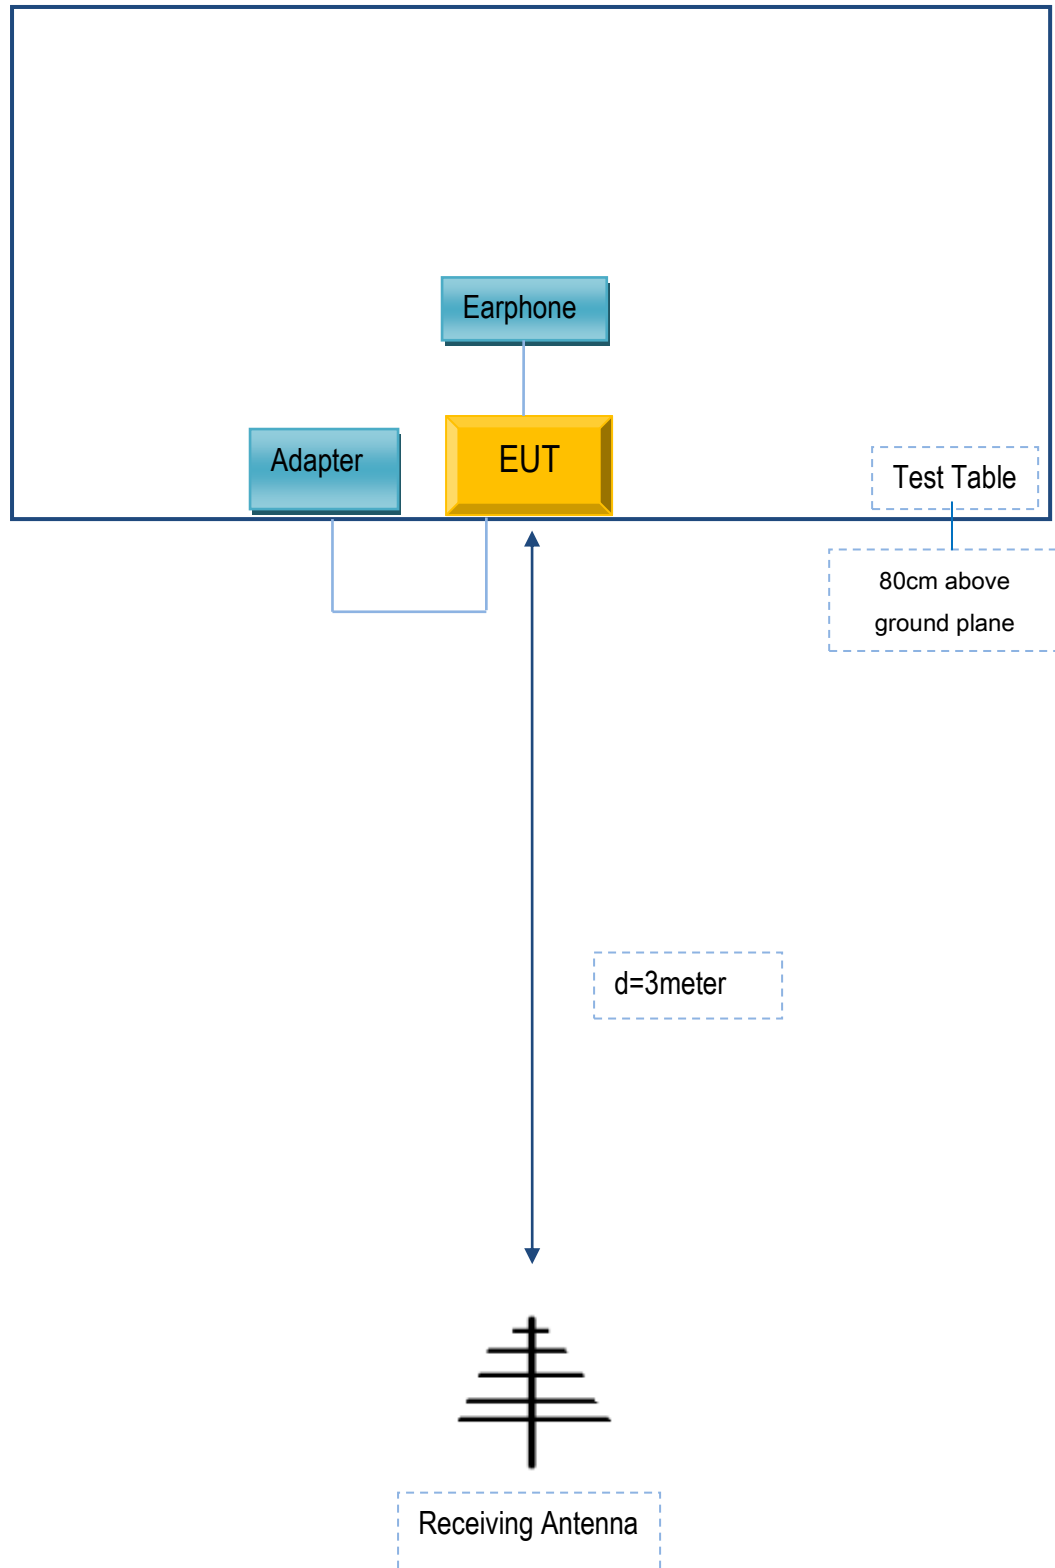 Earphone
Adapter
EUT
Test Table
80cm above
ground plane
d=3meter
Receiving Antenna